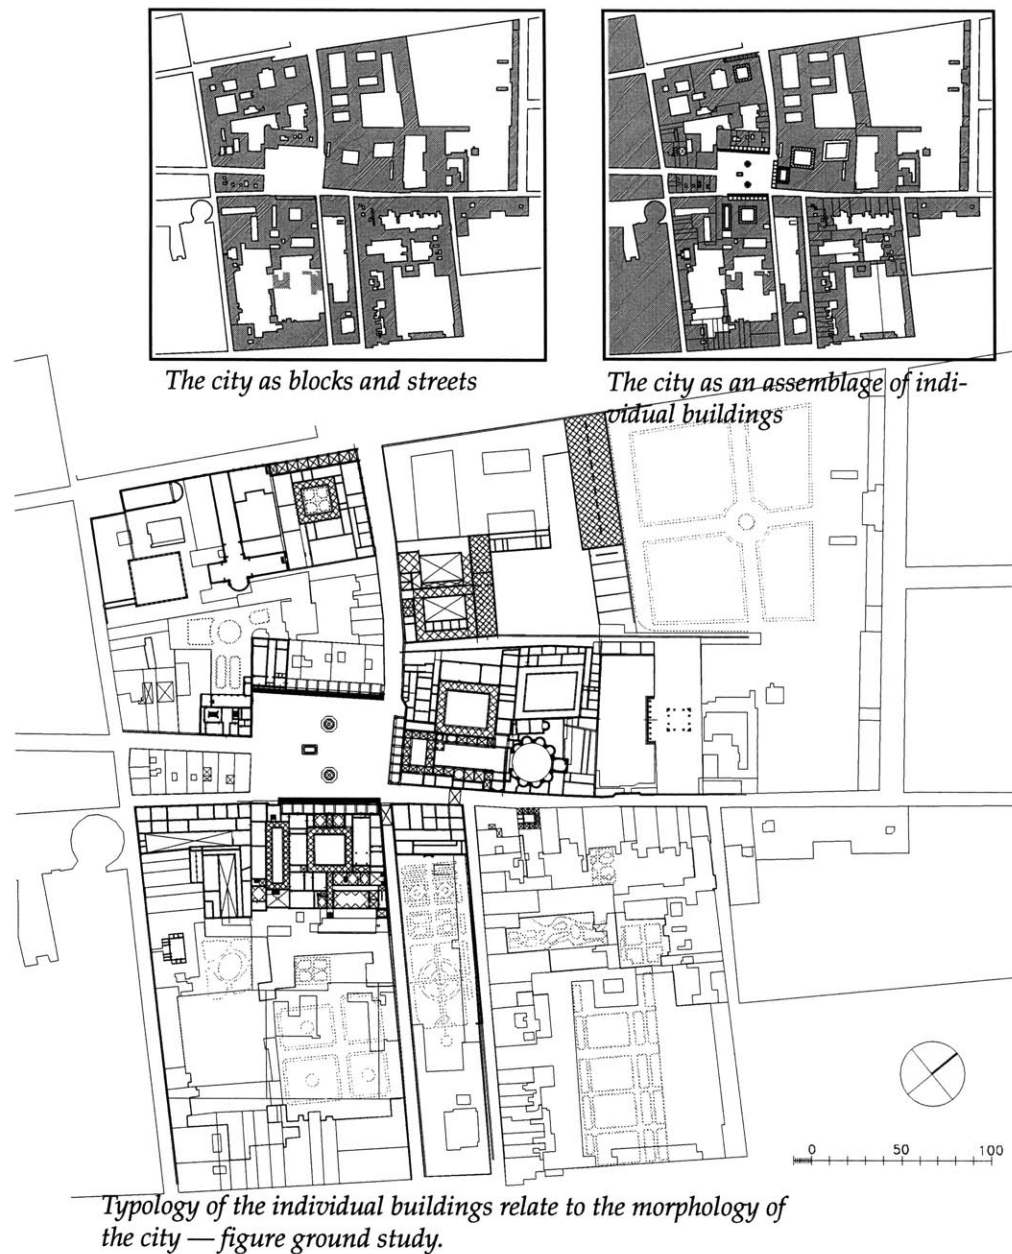 The city as blocks and streets
The city as an assemblage of indi-
vidual buildings
0 50 100
Typology of the individual buildings relate to the morphology of
the city — figure ground study.